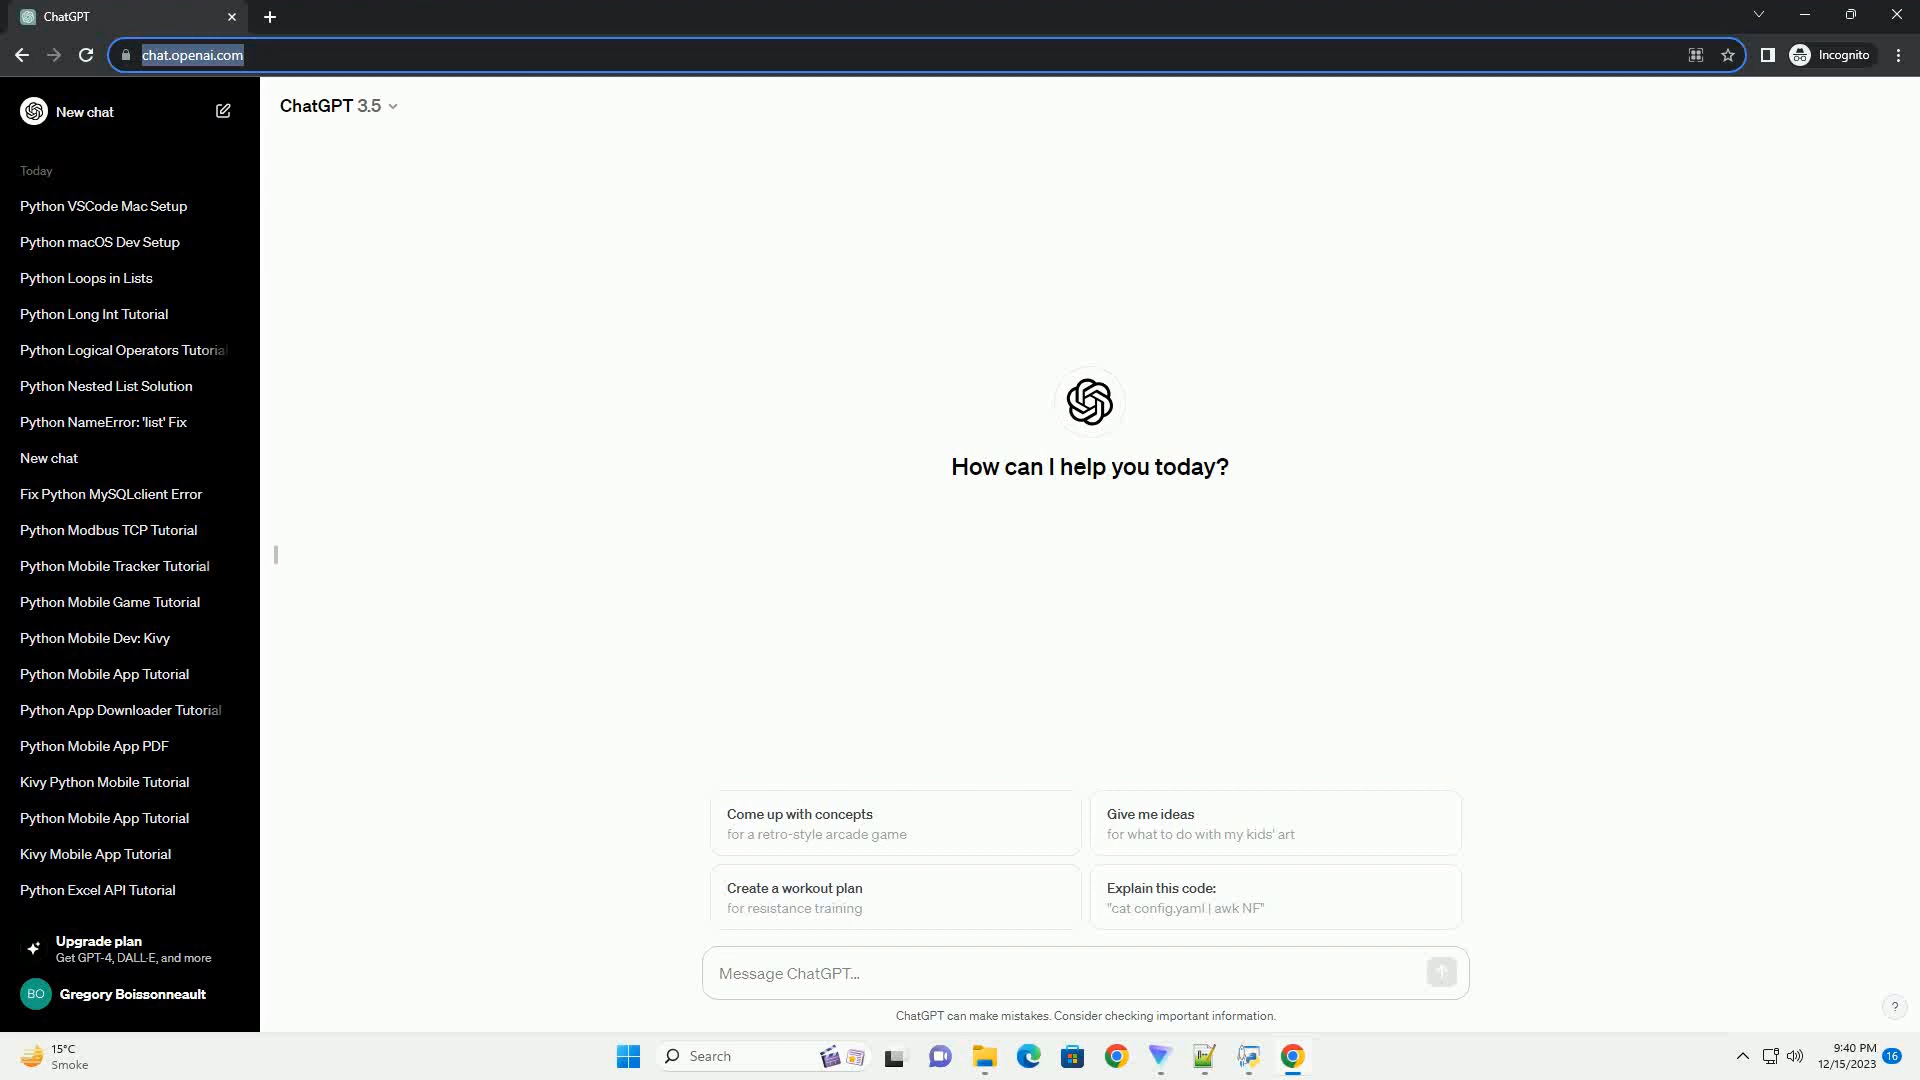 ChatGPT
chat.openai.com
Incognito
New chat
ChatGPT 3.5
Today
Python VSCode Mac Setup
Python macOS Dev Setup
Python Loops in Lists
Python Long Int Tutorial
Python Logical Operators Tutorial
Python Nested List Solution
Python NameError: 'list' Fix
New chat
Fix Python MySQLclient Error
Python Modbus TCP Tutorial
Python Mobile Tracker Tutorial
Python Mobile Game Tutorial
Python Mobile Dev: Kivy
Python Mobile App Tutorial
Python App Downloader Tutorial
Python Mobile App PDF
Kivy Python Mobile Tutorial
Python Mobile App Tutorial
Kivy Mobile App Tutorial
Python Excel API Tutorial
Upgrade plan
Get GPT-4, DALL·E, and more
BO
Gregory Boissonneault
How can I help you today?
Come up with concepts
for a retro-style arcade game
Give me ideas
for what to do with my kids' art
Create a workout plan
for resistance training
Explain this code:
"cat config.yaml | awk NF"
Message ChatGPT...
ChatGPT can make mistakes. Consider checking important information.
?
15°C
Smoke
Search
9:40 PM
12/15/2023
16